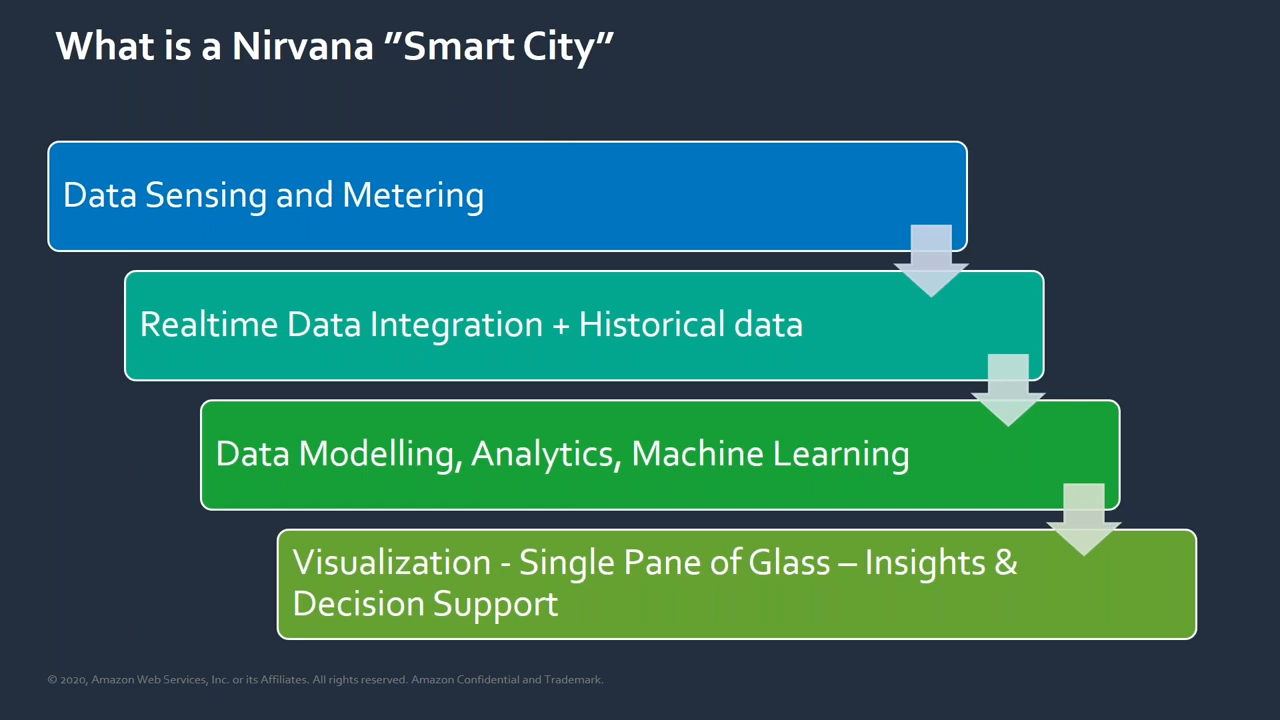 What is a Nirvana ”Smart City”
Data Sensing and Metering
Realtime Data Integration + Historical data
Data Modelling, Analytics, Machine Learning
Visualization - Single Pane of Glass – Insights &
Decision Support
© 2020, Amazon Web Services, Inc. or its Affiliates. All rights reserved. Amazon Confidential and Trademark.